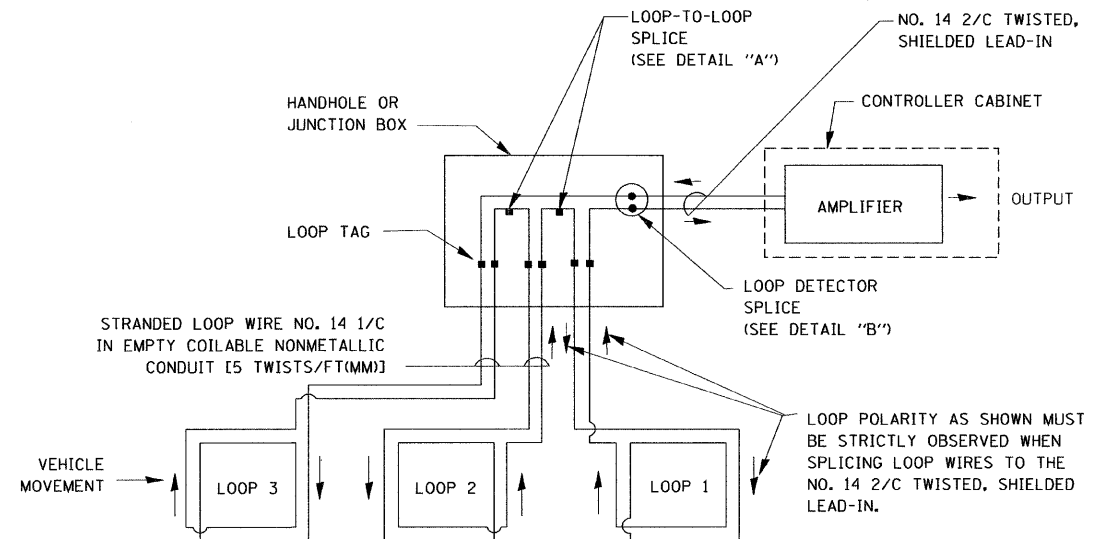 LOOP-TO-LOOP
SPLICE
(SEE DETAIL "A")
NO. 14 2/C TWISTED,
SHIELDED LEAD-IN
HANDHOLE OR
JUNCTION BOX
CONTROLLER CABINET
AMPLIFIER
OUTPUT
LOOP TAG
LOOP DETECTOR
SPLICE
(SEE DETAIL "B")
STRANDED LOOP WIRE NO. 14 1/C
IN EMPTY COILABLE NONMETALLIC
CONDUIT [5 TWISTS/FT(MM)]
LOOP POLARITY AS SHOWN MUST
BE STRICTLY OBSERVED WHEN
SPLICING LOOP WIRES TO THE
NO. 14 2/C TWISTED, SHIELDED
LEAD-IN.
VEHICLE
MOVEMENT
LOOP 3
LOOP 2
LOOP 1